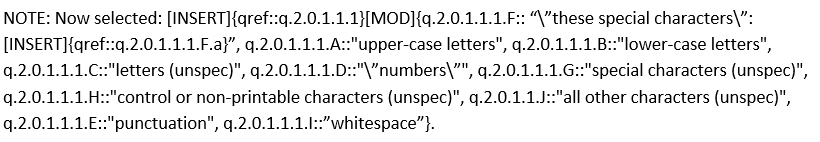 NOTE: Now selected: [INSERT]{qref::q.2.0.1.1.1}[MOD]{q.2.0.1.1.1.F:: “\”these special characters\”:
[INSERT]{qref::q.2.0.1.1.1.F.a}”, q.2.0.1.1.1.A::"upper-case letters", q.2.0.1.1.1.B::"lower-case letters",
q.2.0.1.1.1.C::"letters (unspec)", q.2.0.1.1.1.D::"\”numbers\”", q.2.0.1.1.1.G::"special characters (unspec)",
q.2.0.1.1.1.H::"control or non-printable characters (unspec)", q.2.0.1.1.J::"all other characters (unspec)",
q.2.0.1.1.1.E::"punctuation", q.2.0.1.1.1.I::”whitespace”}.